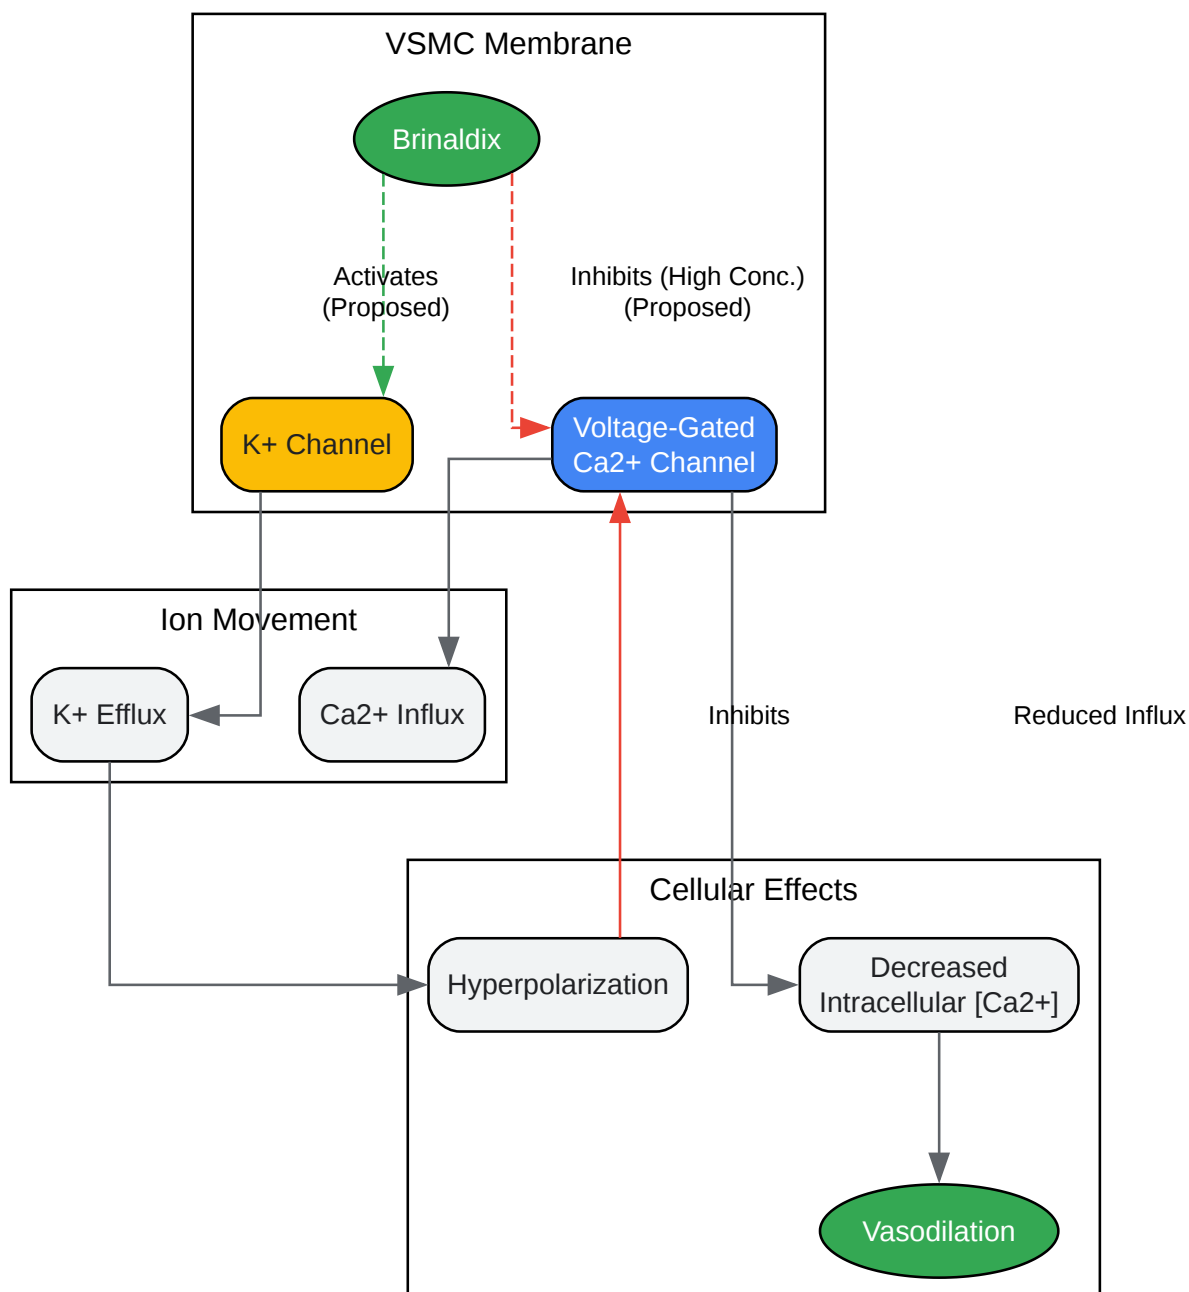 VSMC Membrane
Brinaldix
Activates
(Proposed)
Inhibits (High Conc.)
(Proposed)
K+ Channel
Voltage-Gated
Ca2+ Channel
Ion Movement
K+ Efflux
Ca2+ Influx
Inhibits
Reduced Influx
Cellular Effects
Hyperpolarization
Decreased
Intracellular [Ca2+]
Vasodilation